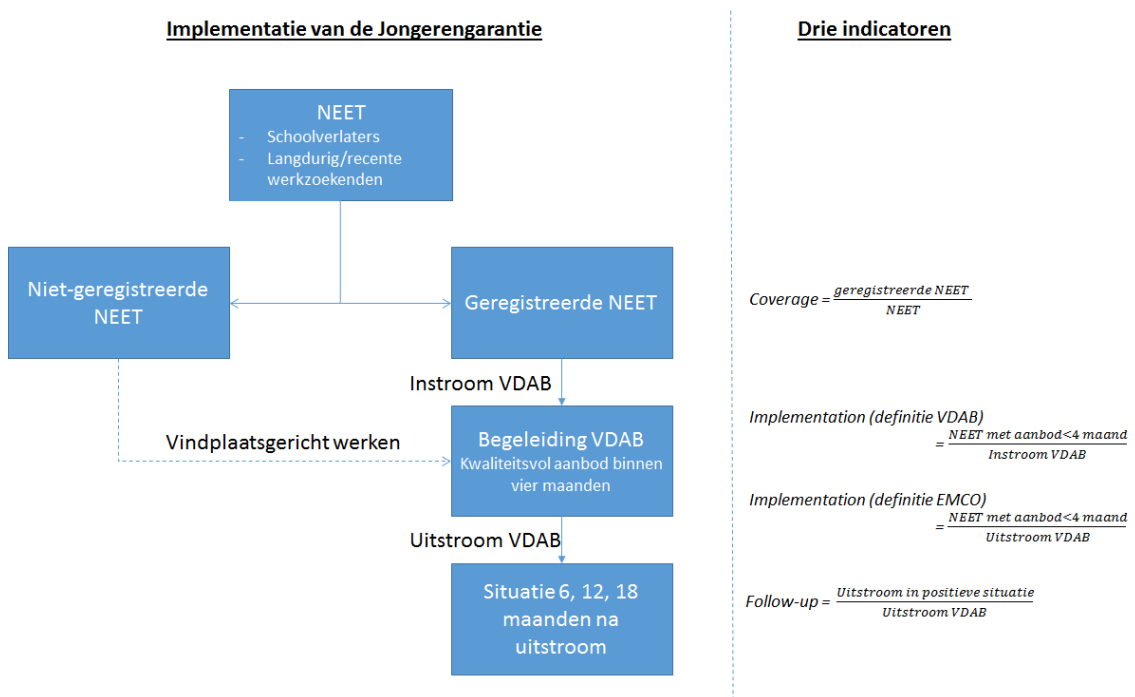 Implementatie van de Jongerengarantie
NEET
- Schoolverlaters
- Langdurig/recente
werkzoekenden
Niet-geregistreerde
NEET
Geregistreerde NEET
Instroom VDAB
Vindplaatsgericht werken
Begeleiding VDAB
Kwaliteitsvol aanbod binnen
vier maanden
Uitstroom VDAB
Situatie 6, 12, 18
maanden na
uitstroom
Drie indicatoren
Coverage = geregistreerde NEET
NEET
Implementation (definitie VDAB)
= NEET met aanbod<4 maand
Instroom VDAB
Implementation (definitie EMCO)
= NEET met aanbod<4 maand
Uitstroom VDAB
Follow-up = Uitstroom in positieve situatie
Uitstroom VDAB